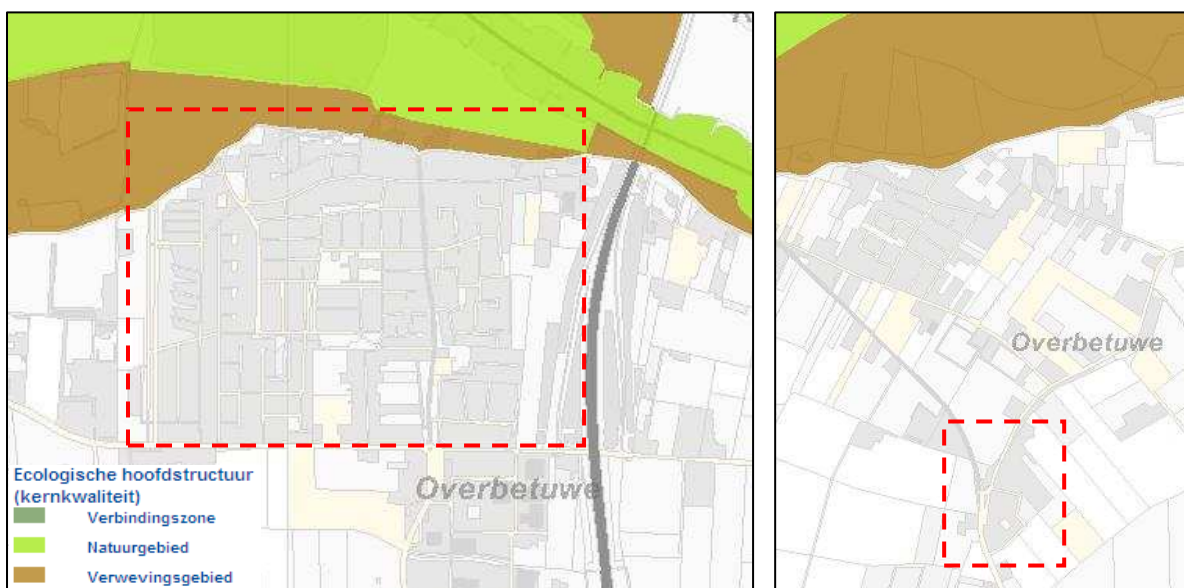 Ecologische hoofdstructuur
(kernkwaliteit)
Verbindingszone
Natuurgebied
Verwevingsgebied
Overbetuwe
Overbetuwe